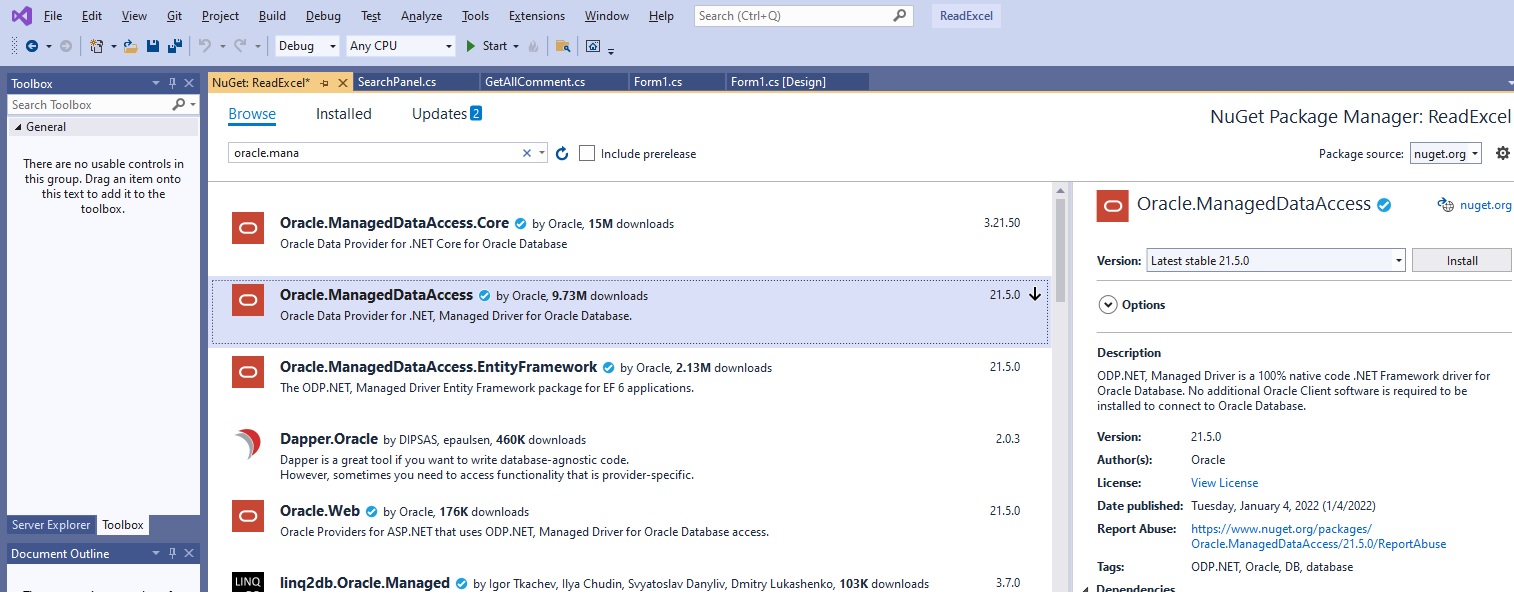 File Edit View Git Project Build Debug Test Analyze Tools Extensions Window Help Search (Ctrl+Q) ReadExcel
Debug Any CPU Start
Toolbox
Search Toolbox
General
There are no usable controls in
this group. Drag an item onto
this text to add it to the
toolbox.
Server Explorer Toolbox
Document Outline
NuGet: ReadExcel* SearchPanel.cs GetAllComment.cs Form1.cs Form1.cs [Design]
Browse Installed Updates 2
NuGet Package Manager: ReadExcel
oracle.mana Include prerelease
Package source: nuget.org
Oracle.ManagedDataAccess.Core by Oracle, 15M downloads 3.21.50
Oracle Data Provider for .NET Core for Oracle Database
Oracle.ManagedDataAccess by Oracle, 9.73M downloads 21.5.0
Oracle Data Provider for .NET, Managed Driver for Oracle Database.
Oracle.ManagedDataAccess.EntityFramework by Oracle, 2.13M downloads 21.5.0
The ODP.NET, Managed Driver Entity Framework package for EF 6 applications.
Dapper.Oracle by DIPSAS, epaulsen, 460K downloads 2.0.3
Dapper is a great tool if you want to write database-agnostic code.
However, sometimes you need to access functionality that is provider-specific.
Oracle.Web by Oracle, 176K downloads 21.5.0
Oracle Providers for ASP.NET that uses ODP.NET, Managed Driver for Oracle Database access.
LINQ
linq2db.Oracle.Managed by Igor Tkachev, Ilya Chudin, Svyatoslav Danyliv, Dmitry Lukashenko, 103K downloads 3.7.0
Oracle.ManagedDataAccess nuget.org
Version: Latest stable 21.5.0 Install
Options
Description
ODP.NET, Managed Driver is a 100% native code .NET Framework driver for
Oracle Database. No additional Oracle Client software is required to be
installed to connect to Oracle Database.
Version: 21.5.0
Author(s): Oracle
License: View License
Date published: Tuesday, January 4, 2022 (1/4/2022)
Report Abuse: https://www.nuget.org/packages/
Oracle.ManagedDataAccess/21.5.0/ReportAbuse
Tags: ODP.NET, Oracle, DB, database
Dependencies